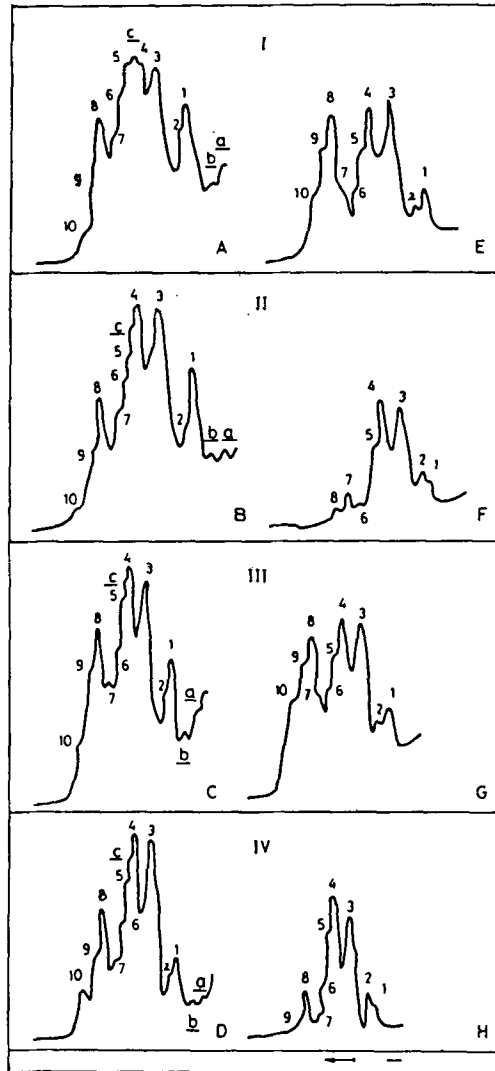 I
c
5 4 3
6 7 8 1
2 a
b
9
10
A
8 4 3
9 5
7 1
10 6 2
E
II
4 3
c
5 1
6
8 7
9 2 b a
10
B
4 3
5 2
7 1
8 6
F
III
4
c 3
5
8
9 6 1
7 2 a
10 b
C
4 3
8
9 5
10 7 6 1
2
G
IV
4 3
c
5
8 6
9 1
10 7 2 a
b
D
4
5 3
8 6 2
1
9 7
H